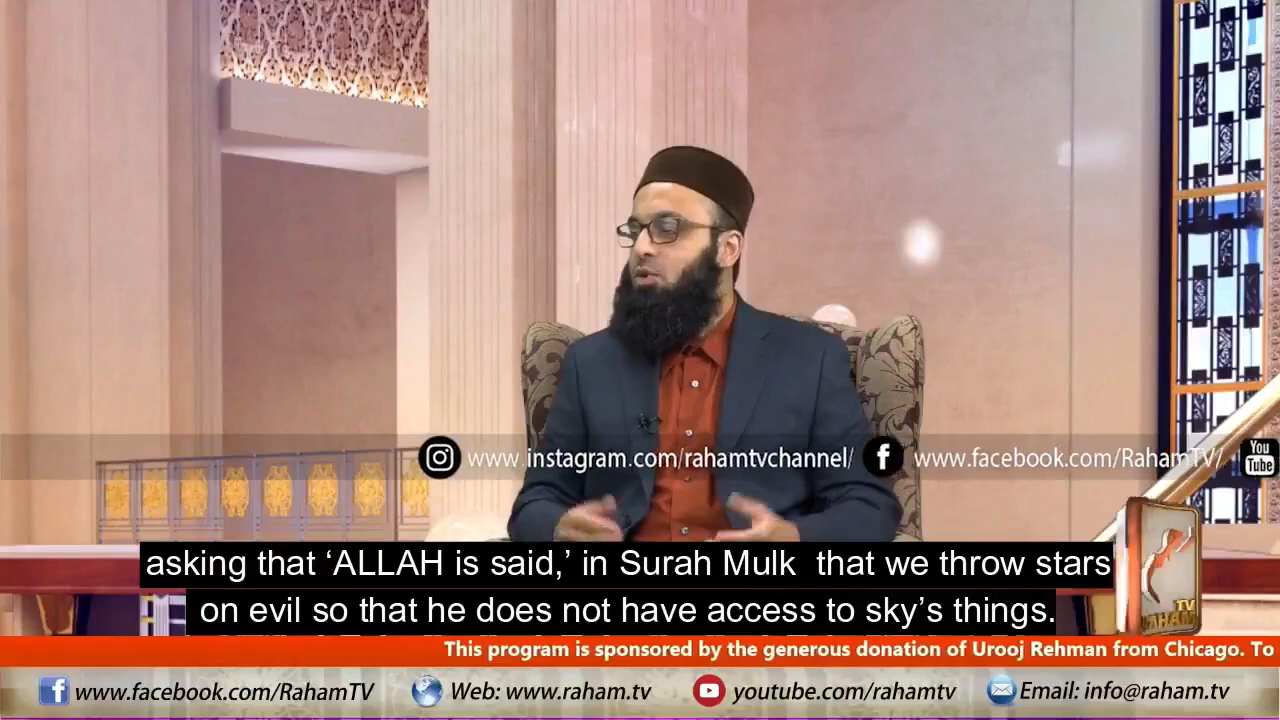 www.instagram.com/rahamtvchannel/ www.facebook.com/RahamTV/ You Tube
asking that ‘ALLAH is said,’ in Surah Mulk  that we throw stars
on evil so that he does not have access to sky’s things.
RAHAM TV
This program is sponsored by the generous donation of Urooj Rehman from Chicago. To
www.facebook.com/RahamTV Web: www.raham.tv youtube.com/rahamtv Email: info@raham.tv